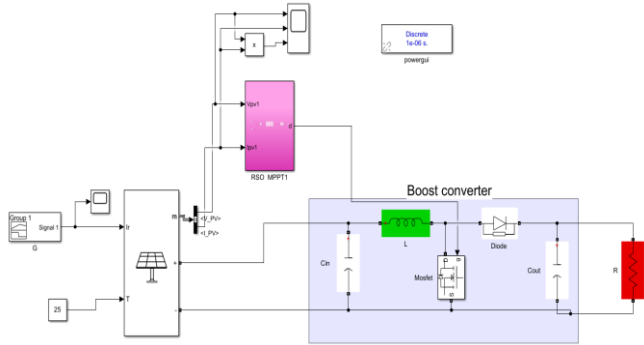 x
Discrete
1e-06 s.
powergui
Vpv1
Ipv1
d
RSO MPPT1
Group 1
Signal 1
G
Ir
m
<V_PV>
<I_PV>
+
T
-
25
Boost converter
L
Diode
Cin
Mosfet
D
S
Cout
R